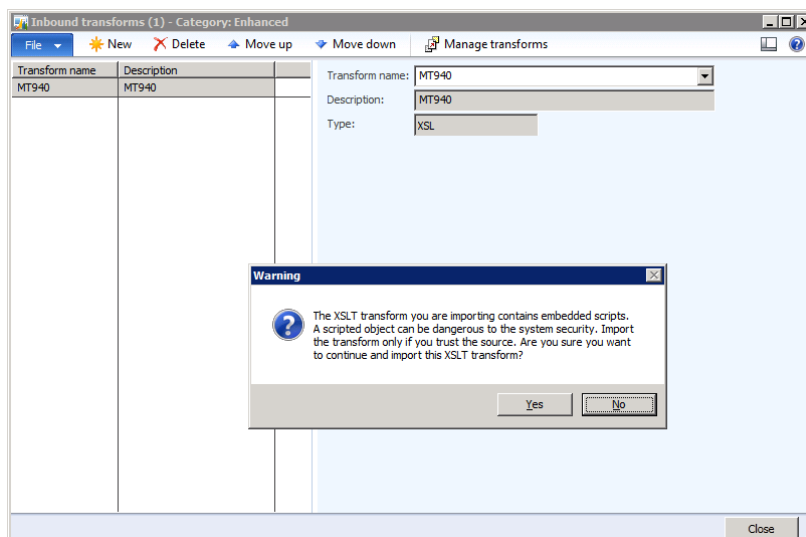 Inbound transforms (1) - Category: Enhanced
File New Delete Move up Move down Manage transforms
Transform name Description
MT940 MT940
Transform name: MT940
Description: MT940
Type: XSL
Warning
The XSLT transform you are importing contains embedded scripts.
A scripted object can be dangerous to the system security. Import
the transform only if you trust the source. Are you sure you want
to continue and import this XSLT transform?
Yes No
Close